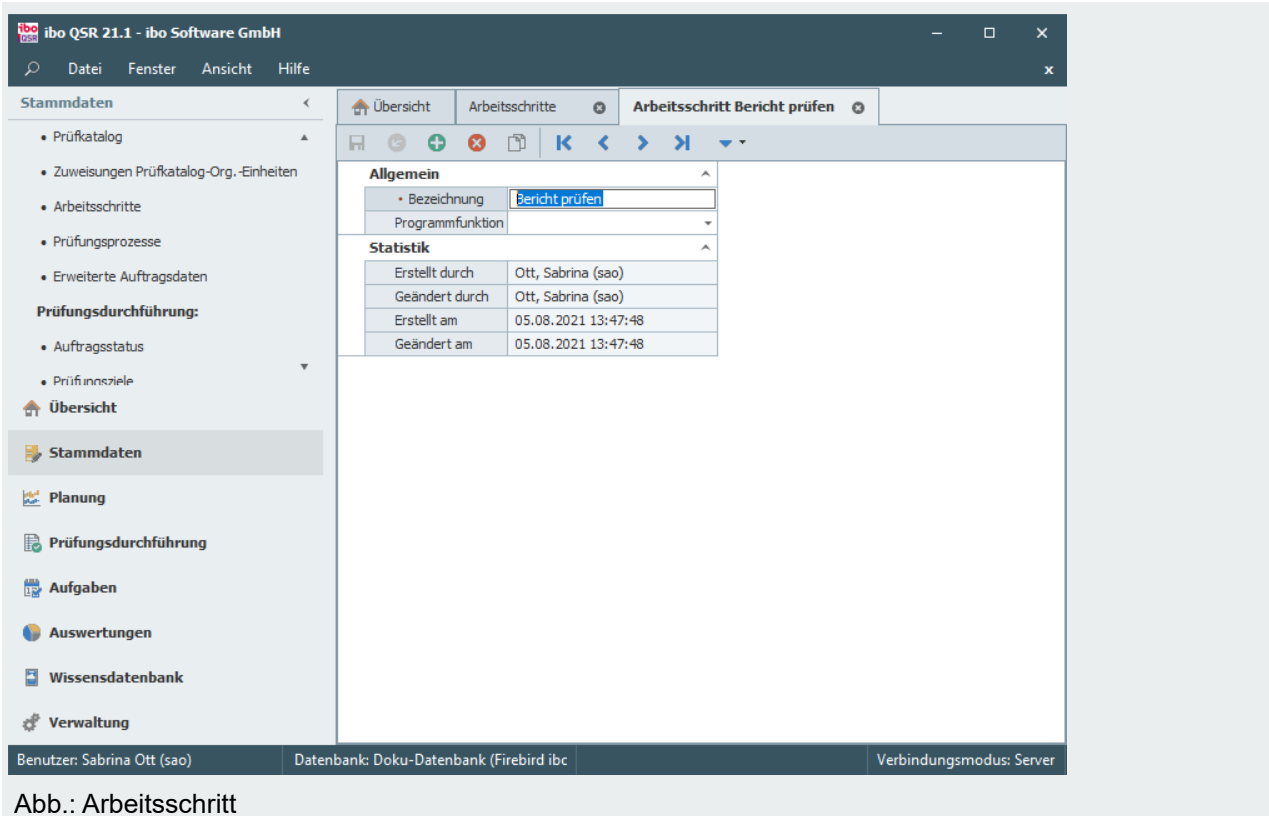 ibo QSR 21.1 - ibo Software GmbH
Datei Fenster Ansicht Hilfe x
Stammdaten
Übersicht Arbeitsschritte Arbeitsschritt Bericht prüfen
• Prüfkatalog
• Zuweisungen Prüfkatalog-Org.-Einheiten
• Arbeitsschritte
• Prüfungsprozesse
• Erweiterte Auftragsdaten
Prüfungsdurchführung:
• Auftragsstatus
• Prüfungsziele
Übersicht
Stammdaten
Planung
Prüfungsdurchführung
Aufgaben
Auswertungen
Wissensdatenbank
Verwaltung
Allgemein
• Bezeichnung Bericht prüfen
Programmfunktion
Statistik
Erstellt durch Ott, Sabrina (sao)
Geändert durch Ott, Sabrina (sao)
Erstellt am 05.08.2021 13:47:48
Geändert am 05.08.2021 13:47:48
Benutzer: Sabrina Ott (sao) Datenbank: Doku-Datenbank (Firebird ibc Verbindungsmodus: Server
Abb.: Arbeitsschritt